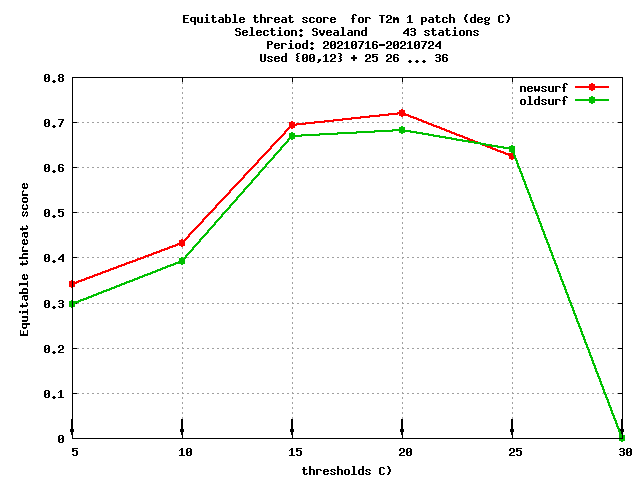 Equitable threat score  for T2m 1 patch (deg C)
Selection: Svealand     43 stations
Period: 20210716-20210724
Used {00,12} + 25 26 ... 36
newsurf
oldsurf
Equitable threat score
0.8
0.7
0.6
0.5
0.4
0.3
0.2
0.1
0
5 10 15 20 25 30
thresholds C)